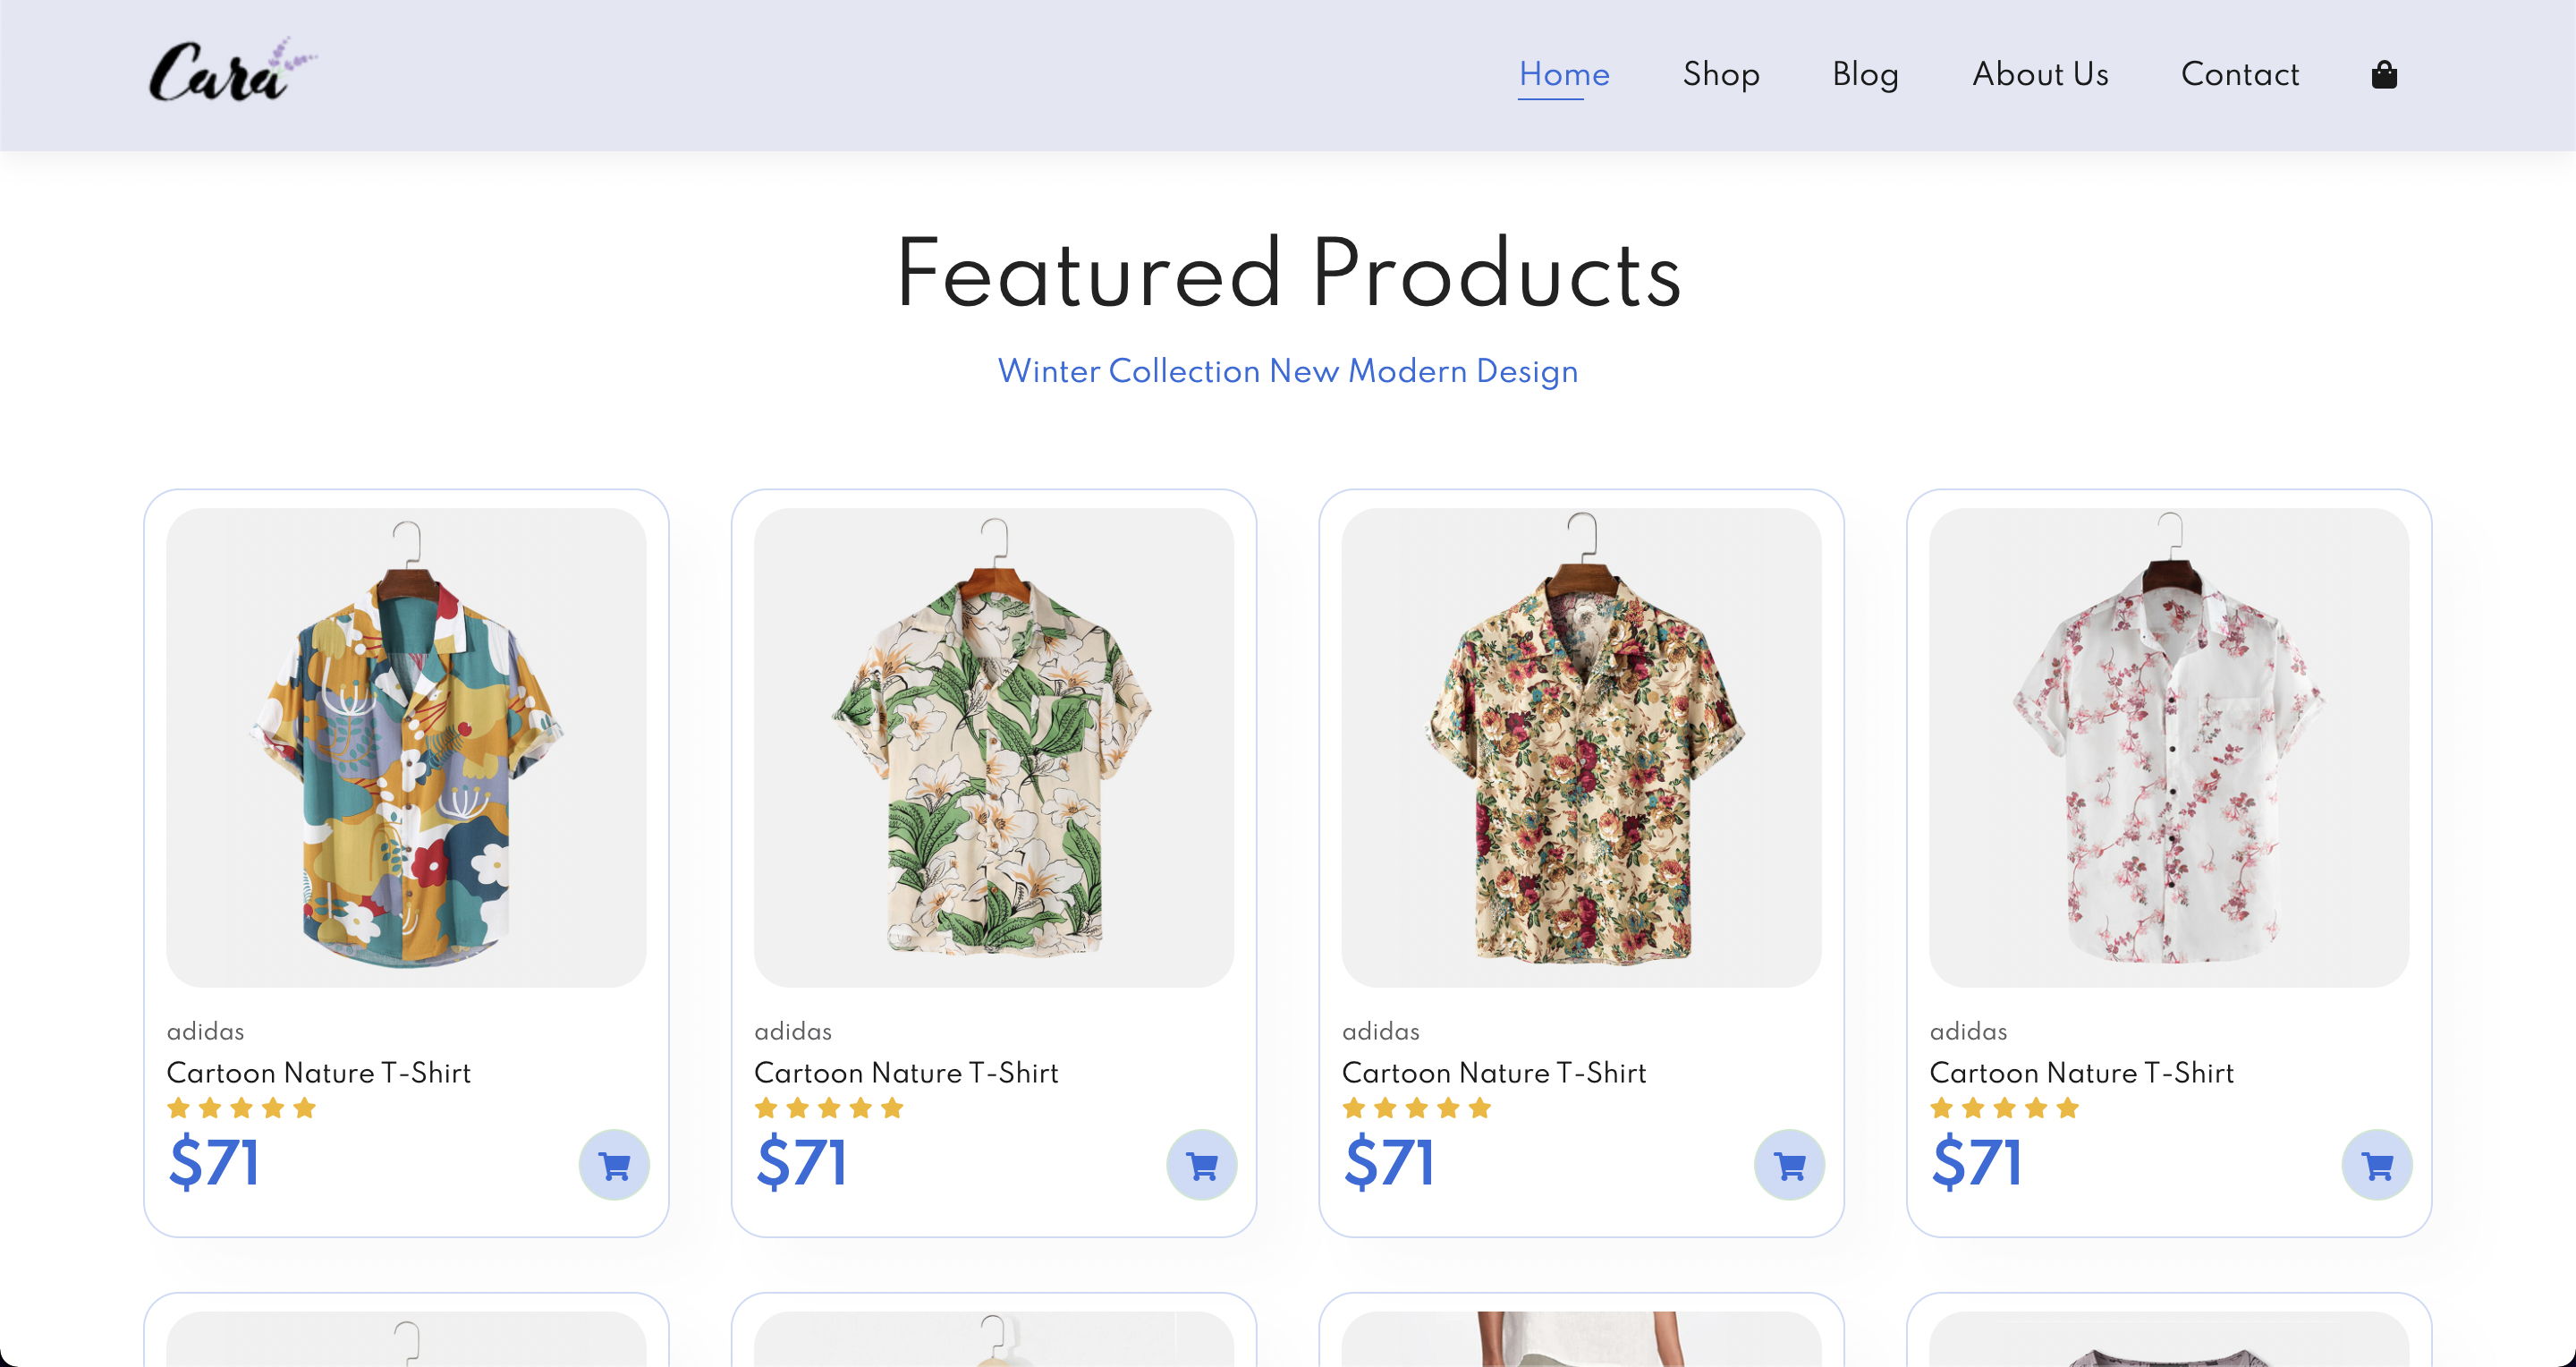 Cara
Home Shop Blog About Us Contact
Featured Products
Winter Collection New Modern Design
adidas
Cartoon Nature T-Shirt
$71
adidas
Cartoon Nature T-Shirt
$71
adidas
Cartoon Nature T-Shirt
$71
adidas
Cartoon Nature T-Shirt
$71